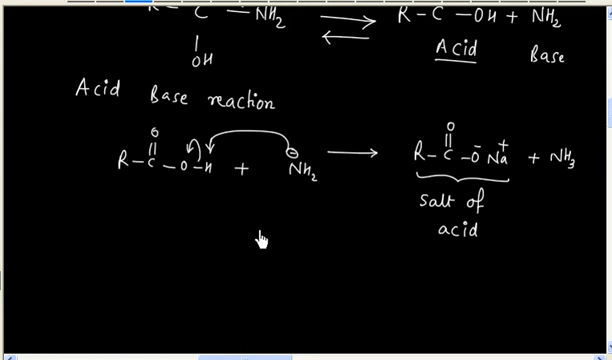 R - C - NH2 ⇌ R - C - OH + NH2
OH Acid Base
Acid Base reaction
O O
R - C - O - H + ⊖NH2 → R - C - O⁻ Na⁺ + NH3
Salt of
acid